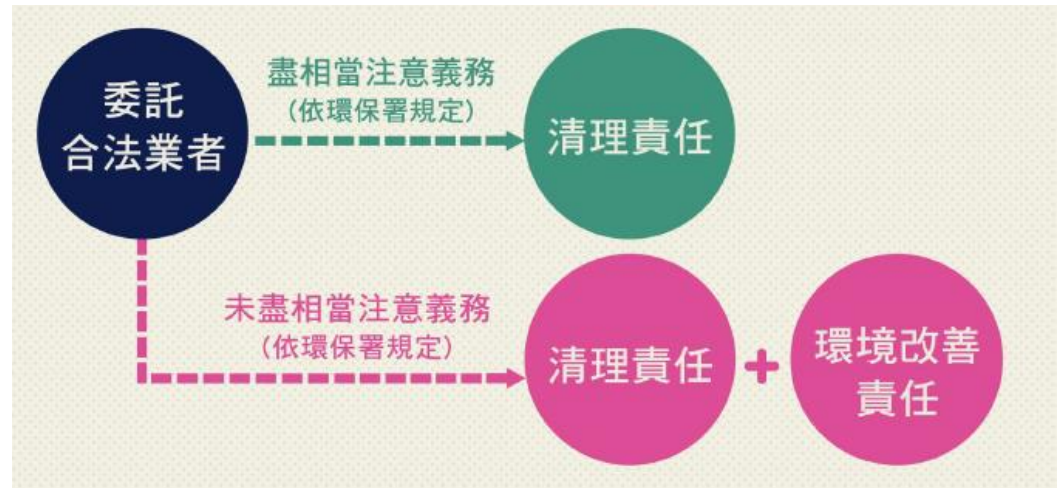 委託
合法業者
盡相當注意義務
(依環保署規定)
清理責任
未盡相當注意義務
(依環保署規定)
清理責任
+
環境改善
責任